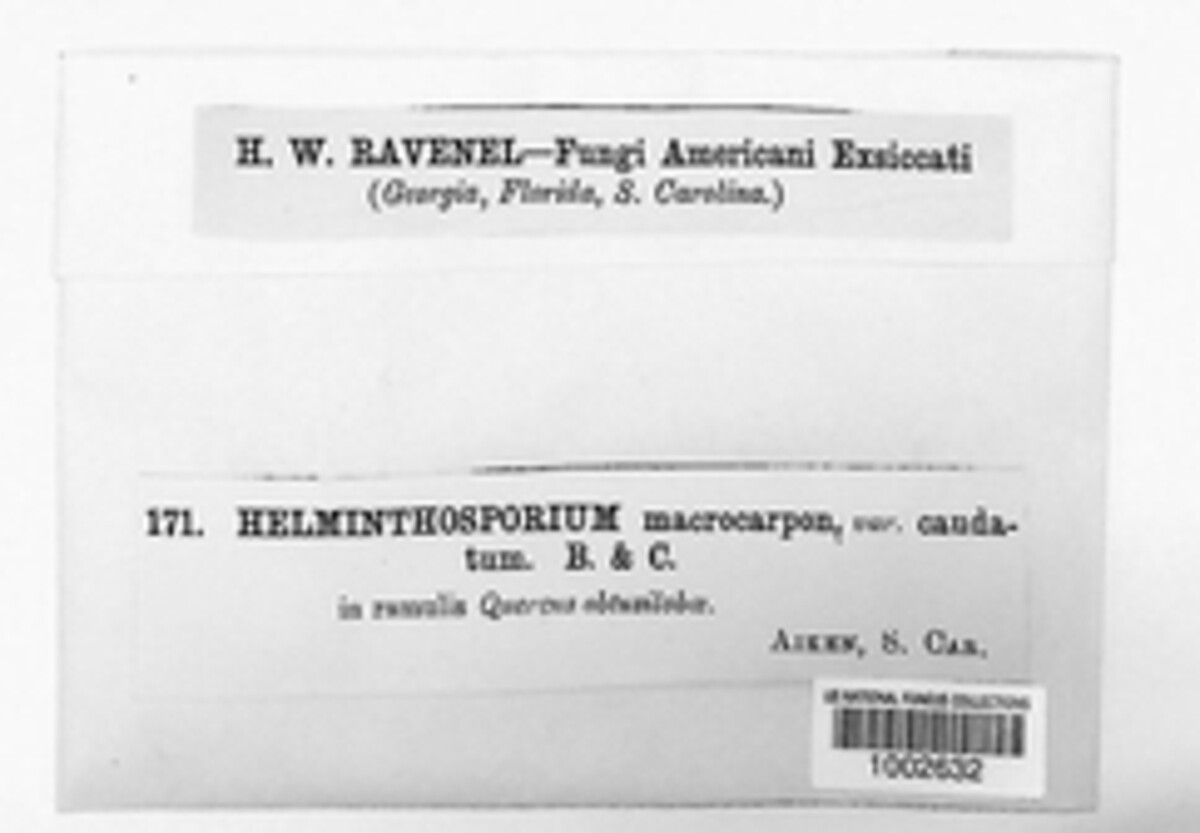 H. W. RAVENEL—Fungi Americani Exsiccati
(Georgia, Florida, S. Carolina.)
171. HELMINTHOSPORIUM macrocarpon, var. cauda-
tum. B. & C.
in ramulis Quercus obtusilobæ.
AIKEN, S. CAR.
US NATIONAL FUNGUS COLLECTIONS
1002632